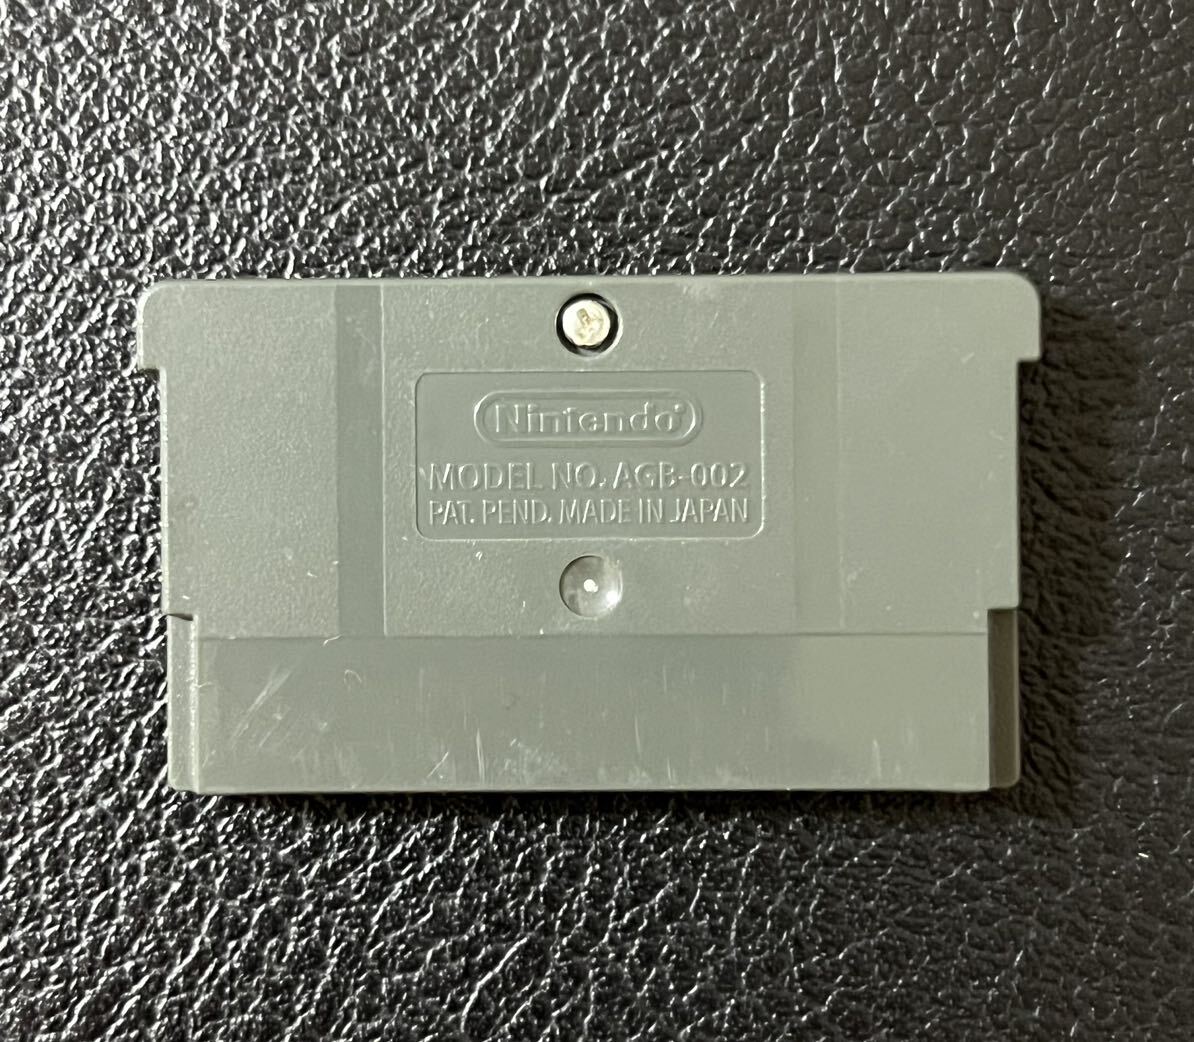 Nintendo®
MODEL NO. AGB-002
PAT. PEND. MADE IN JAPAN